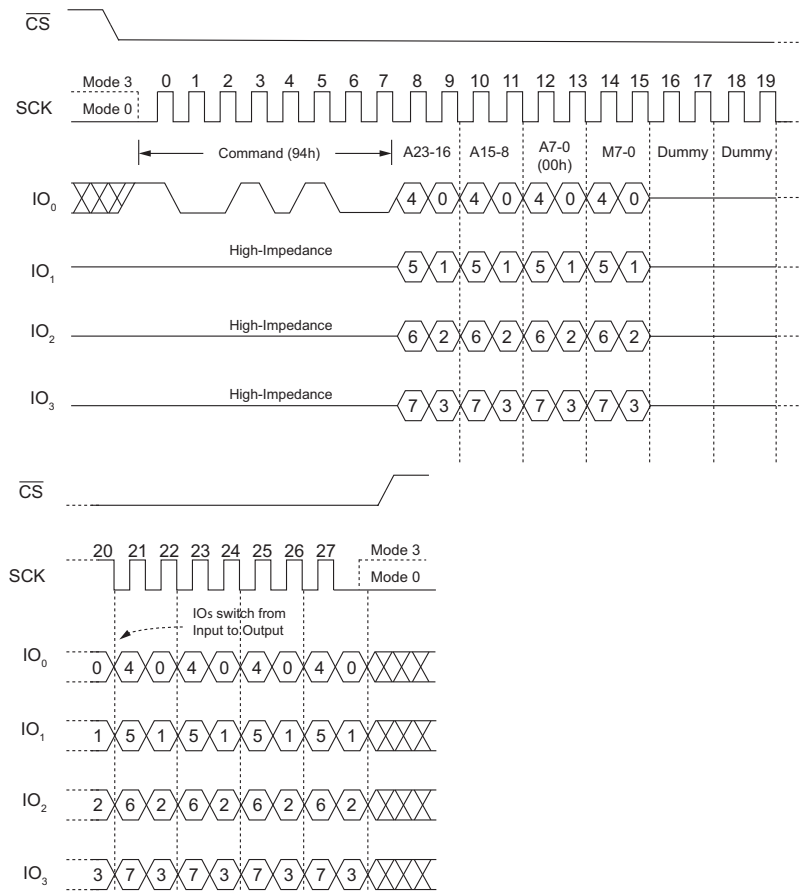 CS
Mode 3 0 1 2 3 4 5 6 7 8 9 10 11 12 13 14 15 16 17 18 19
SCK
Mode 0
Command (94h) A23-16 A15-8 A7-0 M7-0 Dummy Dummy
(00h)
IO0 4 0 4 0 4 0 4 0
High-Impedance
IO1 5 1 5 1 5 1 5 1
High-Impedance
IO2 6 2 6 2 6 2 6 2
High-Impedance
IO3 7 3 7 3 7 3 7 3
CS
20 21 22 23 24 25 26 27 Mode 3
SCK
Mode 0
IOs switch from
Input to Output
IO0 0 4 0 4 0 4 0 4 0
IO1 1 5 1 5 1 5 1 5 1
IO2 2 6 2 6 2 6 2 6 2
IO3 3 7 3 7 3 7 3 7 3